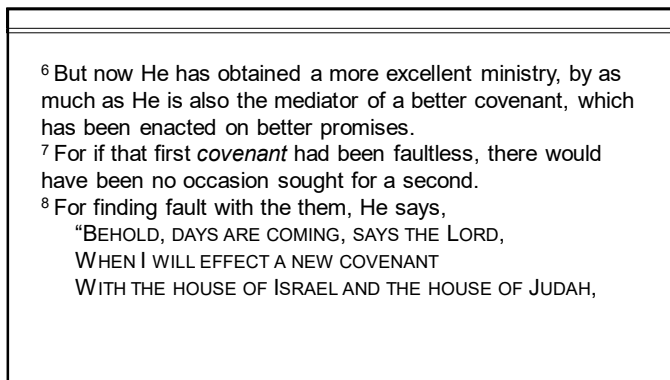 6 But now He has obtained a more excellent ministry, by as
much as He is also the mediator of a better covenant, which
has been enacted on better promises.
7 For if that first covenant had been faultless, there would
have been no occasion sought for a second.
8 For finding fault with the them, He says,
“BEHOLD, DAYS ARE COMING, SAYS THE LORD,
WHEN I WILL EFFECT A NEW COVENANT
WITH THE HOUSE OF ISRAEL AND THE HOUSE OF JUDAH,